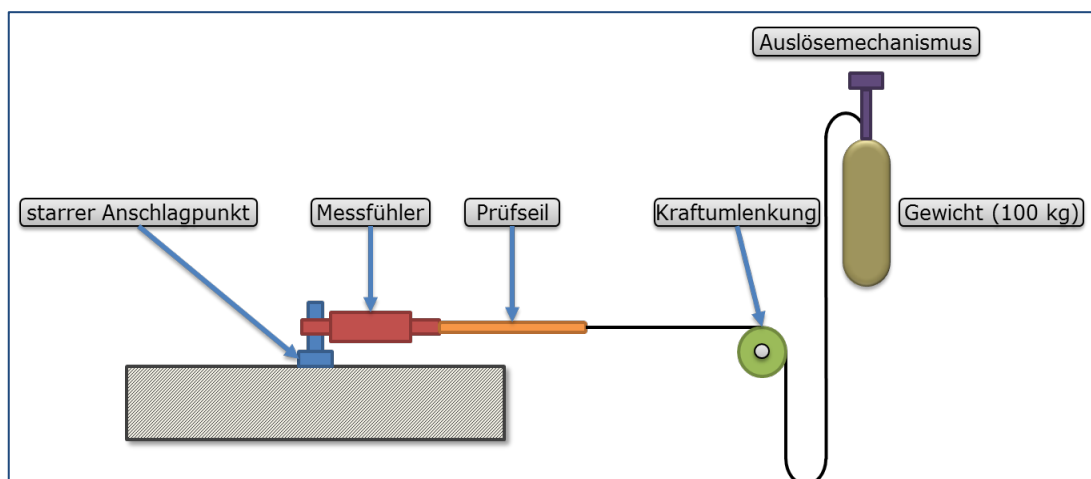 Auslösemechanismus
starrer Anschlagpunkt
Messfühler
Prüfseil
Kraftumlenkung
Gewicht (100 kg)